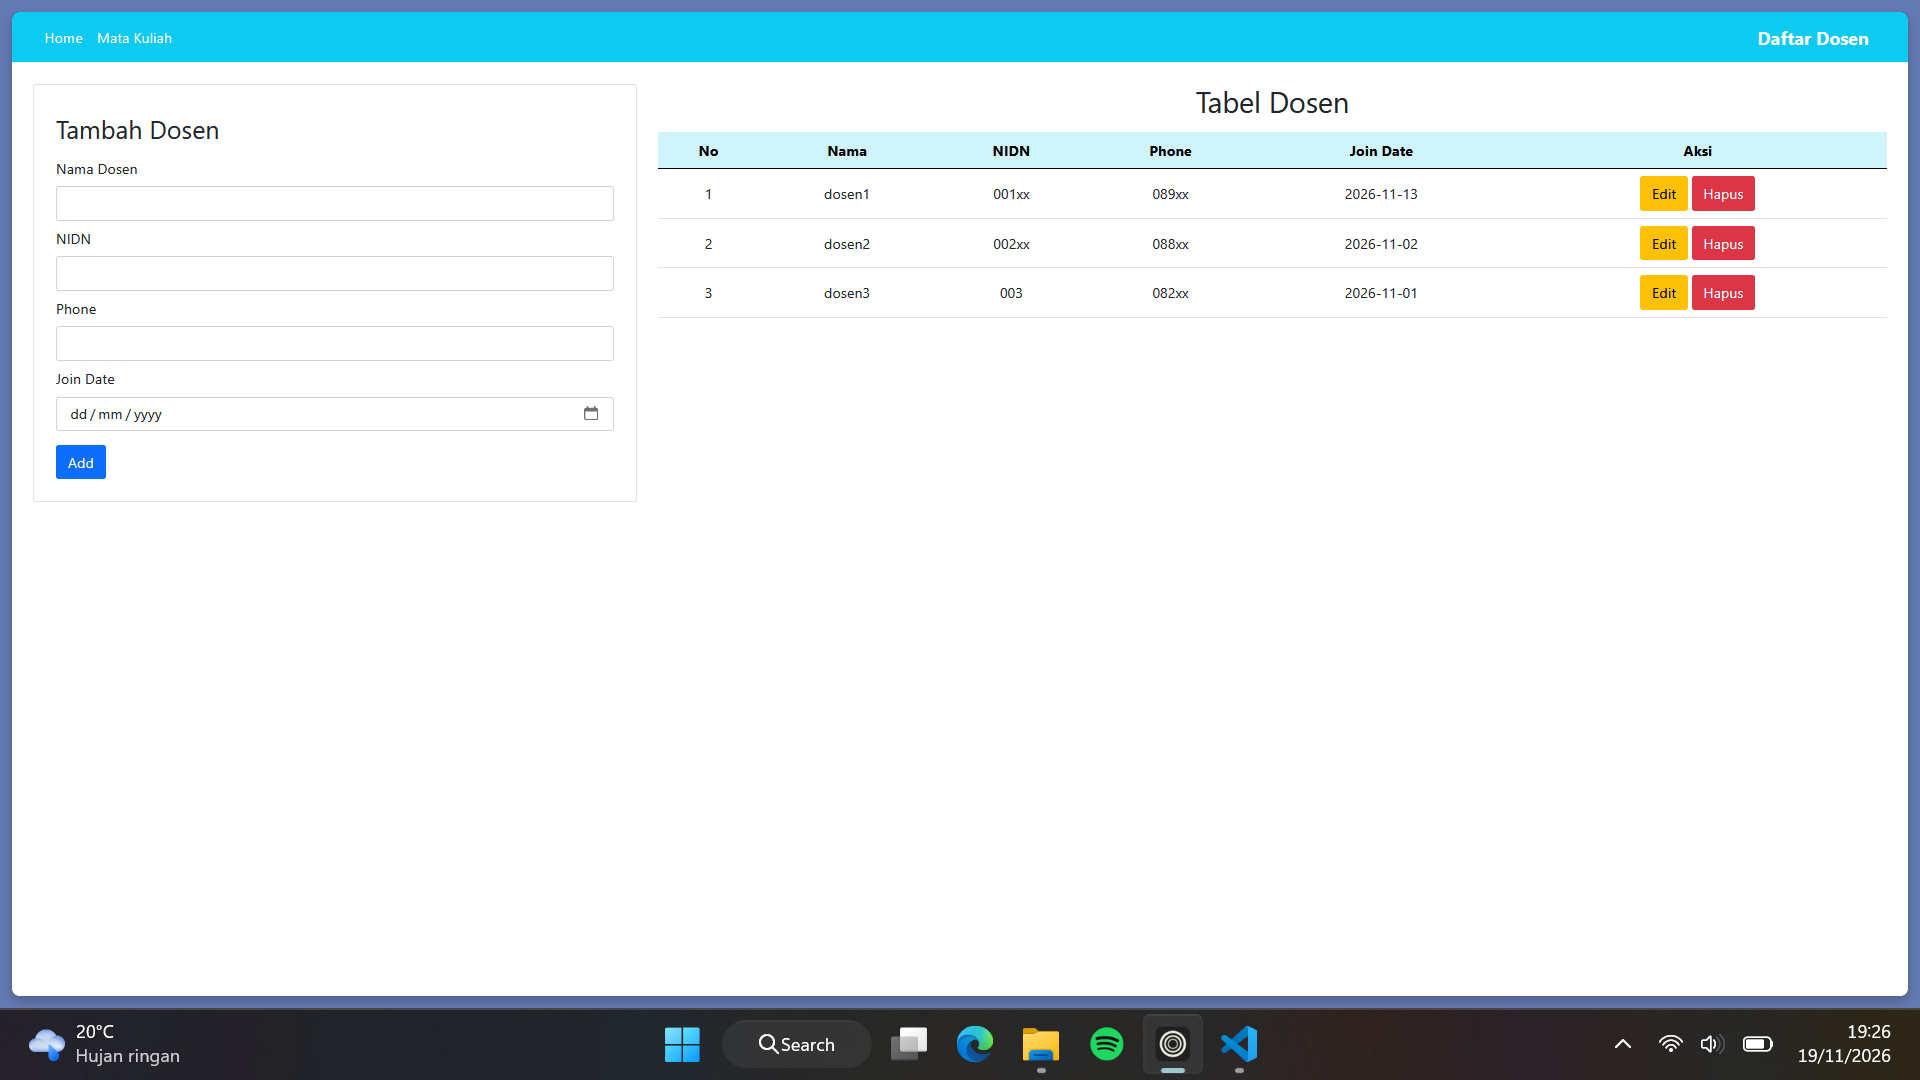 Home Mata Kuliah Daftar Dosen
Tambah Dosen
Nama Dosen
NIDN
Phone
Join Date
dd / mm / yyyy
Add
Tabel Dosen
No Nama NIDN Phone Join Date Aksi
1 dosen1 001xx 089xx 2026-11-13 Edit Hapus
2 dosen2 002xx 088xx 2026-11-02 Edit Hapus
3 dosen3 003 082xx 2026-11-01 Edit Hapus
20°C
Hujan ringan
Search
19:26
19/11/2026